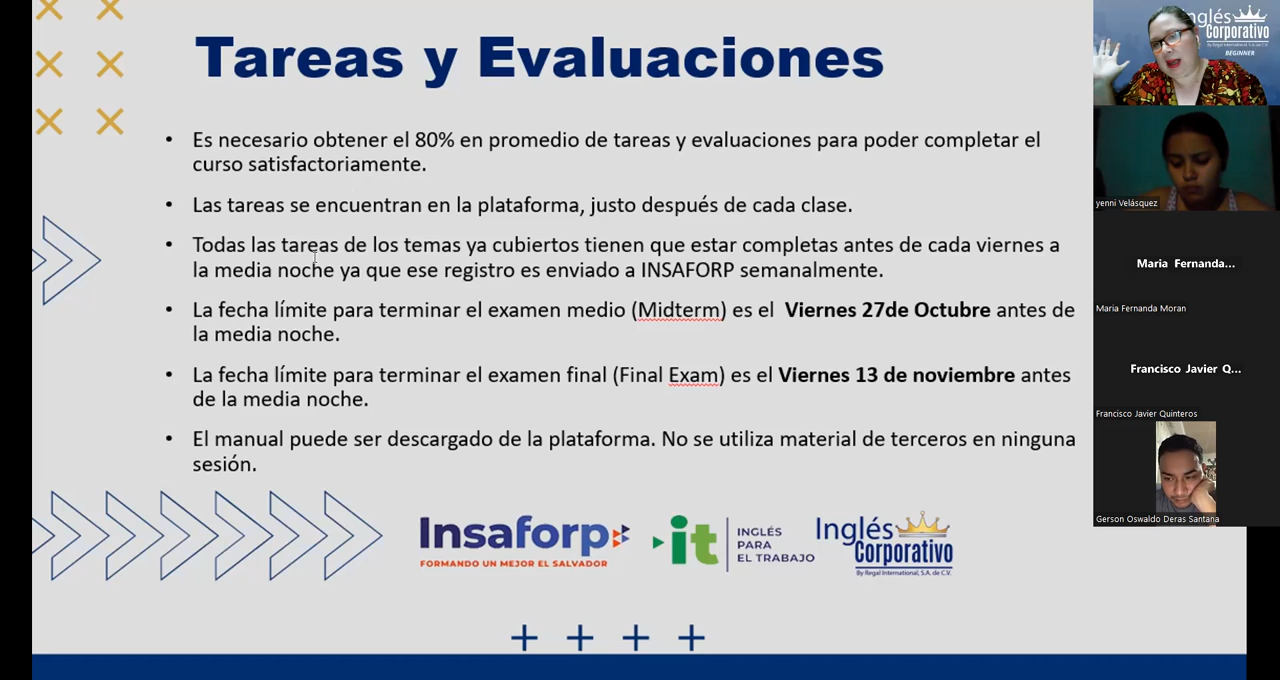 Tareas y Evaluaciones
• Es necesario obtener el 80% en promedio de tareas y evaluaciones para poder completar el
curso satisfactoriamente.
• Las tareas se encuentran en la plataforma, justo después de cada clase.
• Todas las tareas de los temas ya cubiertos tienen que estar completas antes de cada viernes a
la media noche ya que ese registro es enviado a INSAFORP semanalmente.
• La fecha límite para terminar el examen medio (Midterm) es el Viernes 27de Octubre antes de
la media noche.
• La fecha límite para terminar el examen final (Final Exam) es el Viernes 13 de noviembre antes
de la media noche.
• El manual puede ser descargado de la plataforma. No se utiliza material de terceros en ninguna
sesión.
Insaforp
FORMANDO UN MEJOR EL SALVADOR
it
INGLÉS
PARA
EL TRABAJO
Inglés
Corporativo
By Regal International, S.A. de C.V.
nglés
Corporativo
By Regal International, S.A. de C.V.
BEGINNER
yenni Velásquez
Maria Fernanda...
Maria Fernanda Moran
Francisco Javier Q...
Francisco Javier Quinteros
Gerson Oswaldo Deras Santana